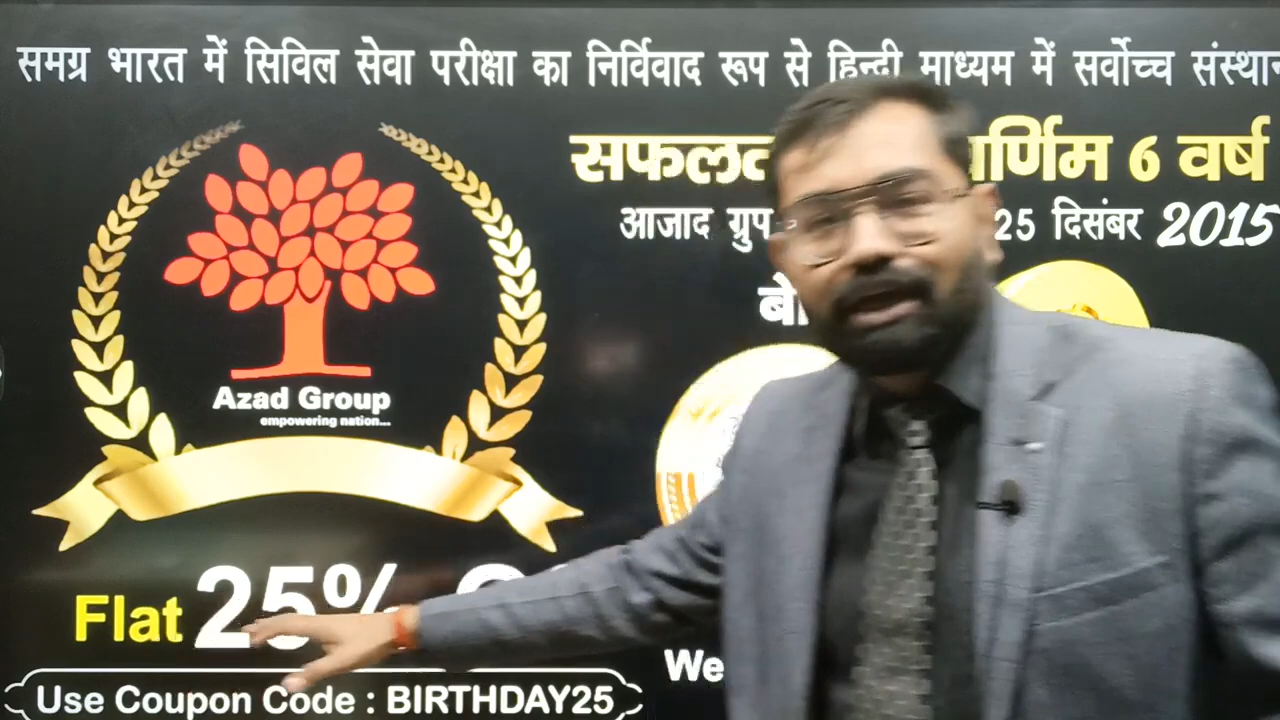 समग्र भारत में सिविल सेवा परीक्षा का निर्विवाद रूप से हिन्दी माध्यम में सर्वोच्च संस्थान
6 वर्ष
आजाद ग्रुप 25 दिसंबर 2015
Azad Group
empowering nation...
Flat 25%
We
Use Coupon Code : BIRTHDAY25